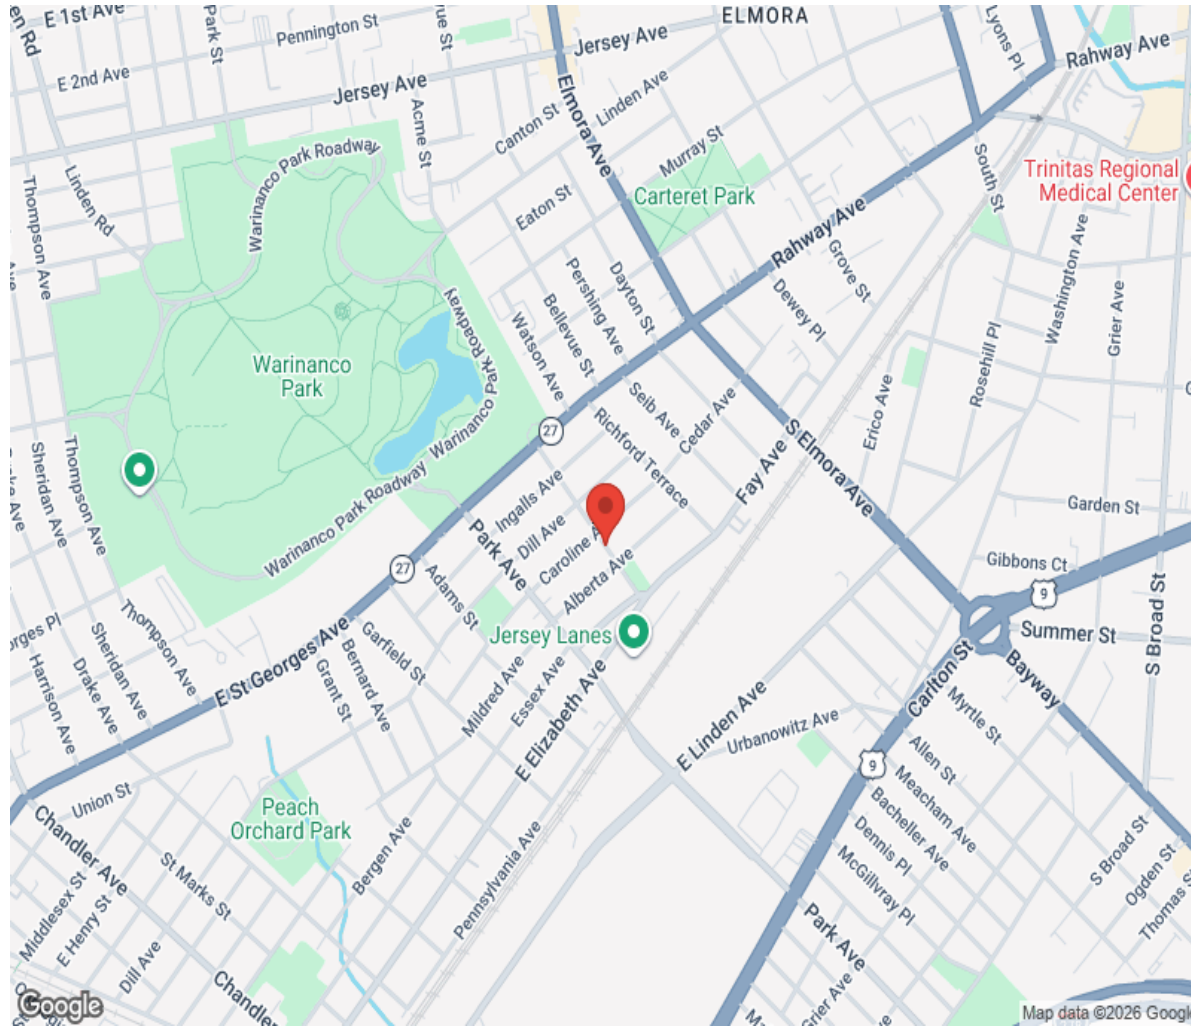 E 1st Ave
Park St
Pennington St
ELMORA
Jersey Ave
Lyons Pl
Rahway Ave
E 2nd Ave
Jersey Ave
Acme St
Canton St
Elmora Ave
Linden Ave
Murray St
South St
Trinitas Regional
Medical Center
Linden Rd
Thompson Ave
Warinanco Park Roadway
Eaton St
Carteret Park
Rahway Ave
Grove St
Washington Ave
Grier Ave
Pershing Ave
Dayton St
Bellevue St
Watson Ave
Dewey Pl
Rosehill Pl
Warinanco
Park
Warinanco Park Roadway
Seib Ave
Cedar Ave
Richford Terrace
27
S Elmora Ave
Erico Ave
Fay Ave
Thompson Ave
Sheridan Ave
Warinanco Park Roadway
Ingalls Ave
Dill Ave
Caroline A
Alberta Ave
Park Ave
27
Adams St
Garden St
Gibbons Ct
9
Summer St
S Broad St
Jersey Lanes
Thompson Ave
Sheridan Ave
Drake Ave
Harrison Ave
E St Georges Ave
Garfield St
Bernard Ave
Grant St
Mildred Ave
Essex Ave
E Elizabeth Ave
E Linden Ave
Urbanowitz Ave
Carlton St
Bayway
Myrtle St
Allen St
9
Meacham Ave
Bacheller Ave
Dennis Pl
McGillvray Pl
Park Ave
Grier Ave
S Broad St
Ogden St
Thomas S
Union St
Peach
Orchard Park
Chandler Ave
St Marks St
Bergen Ave
Pennsylvania Ave
Middlesex St
E Henry St
Dill Ave
Chandler
Google
Map data ©2026 Google